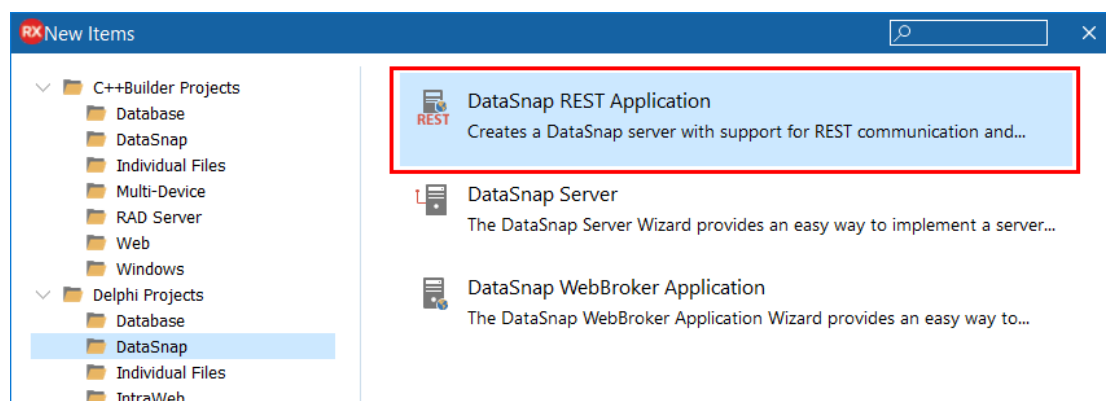 RX New Items
C++Builder Projects
Database
DataSnap
Individual Files
Multi-Device
RAD Server
Web
Windows
Delphi Projects
Database
DataSnap
Individual Files
IntraWeb
REST
DataSnap REST Application
Creates a DataSnap server with support for REST communication and...
DataSnap Server
The DataSnap Server Wizard provides an easy way to implement a server...
DataSnap WebBroker Application
The DataSnap WebBroker Application Wizard provides an easy way to...